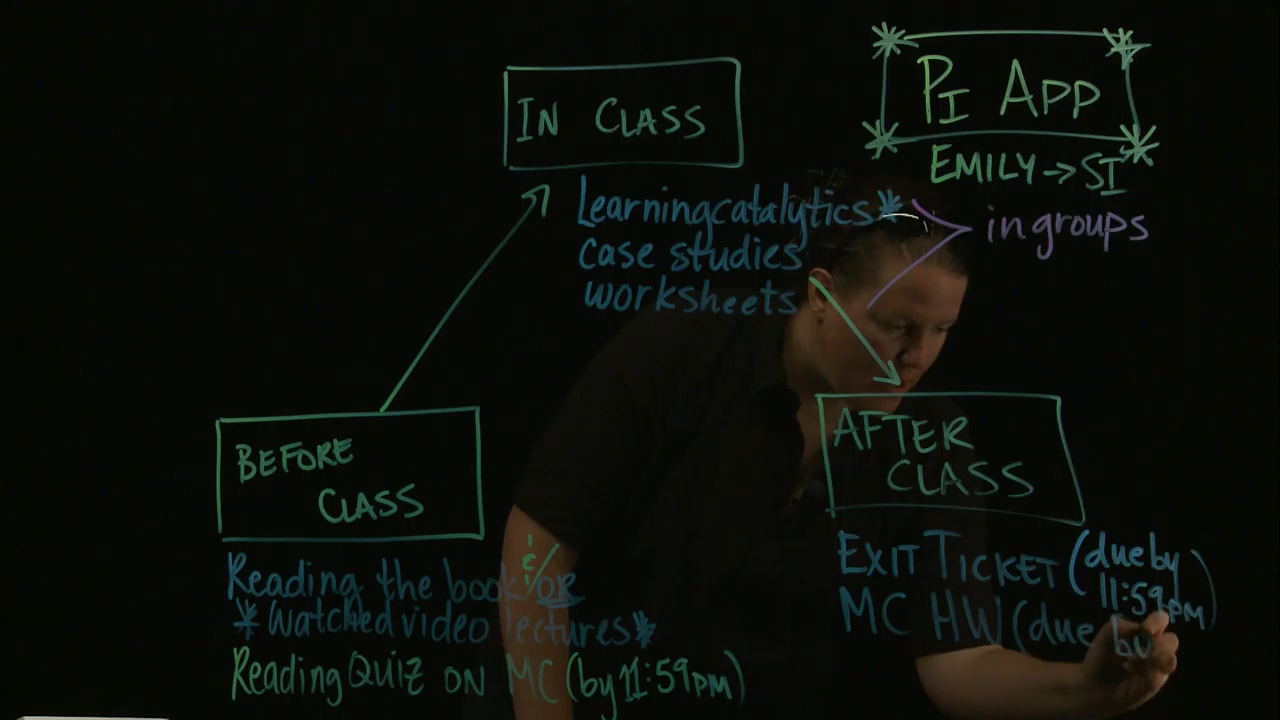 IN CLASS
Learningcatalytics*
case studies
worksheets
in groups
PI APP
EMILY → SI
BEFORE
CLASS
Reading the book &/OR
*Watched video lectures*
Reading QUIZ ON MC (by 11:59PM)
AFTER
CLASS
EXIT TICKET (due by
11:59PM)
MC HW (due by